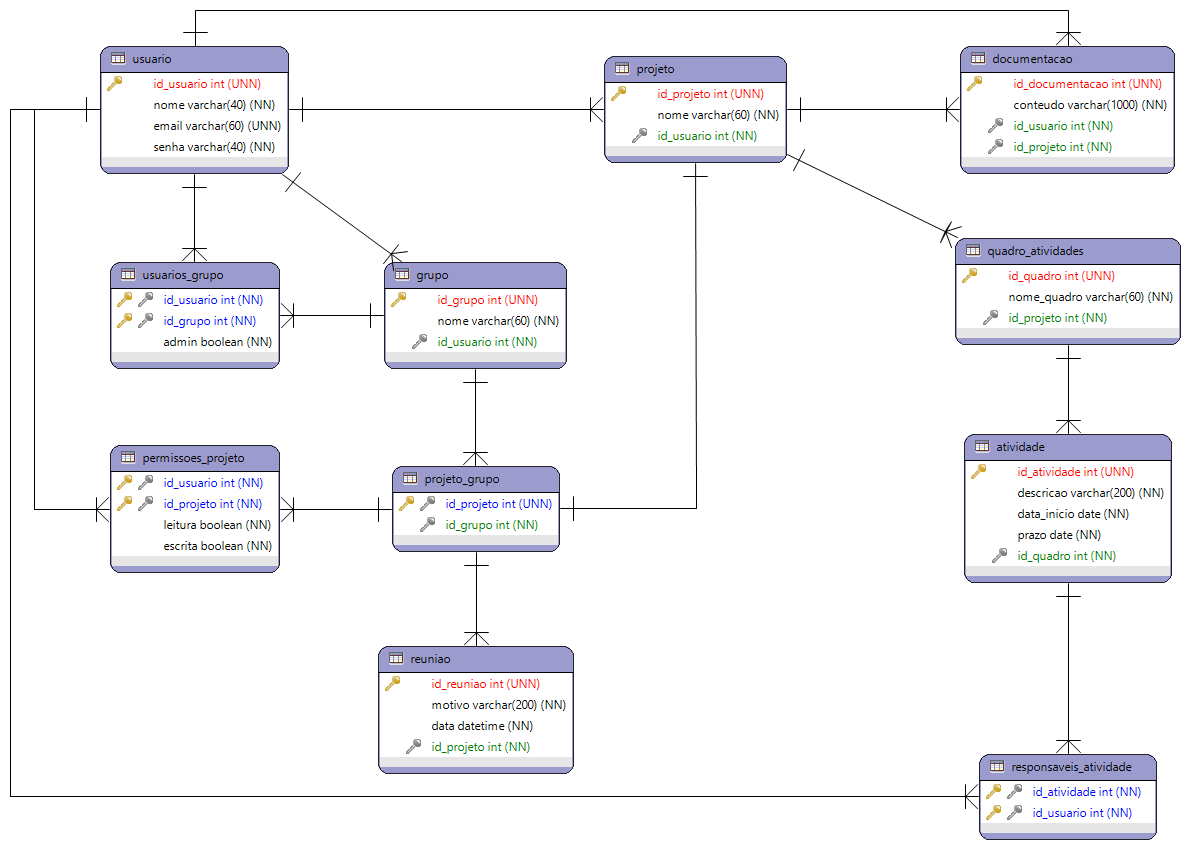 usuario
id_usuario int (UNN)
nome varchar(40) (NN)
email varchar(60) (UNN)
senha varchar(40) (NN)
projeto
id_projeto int (UNN)
nome varchar(60) (NN)
id_usuario int (NN)
documentacao
id_documentacao int (UNN)
conteudo varchar(1000) (NN)
id_usuario int (NN)
id_projeto int (NN)
usuarios_grupo
id_usuario int (NN)
id_grupo int (NN)
admin boolean (NN)
grupo
id_grupo int (UNN)
nome varchar(60) (NN)
id_usuario int (NN)
quadro_atividades
id_quadro int (UNN)
nome_quadro varchar(60) (NN)
id_projeto int (NN)
permissoes_projeto
id_usuario int (NN)
id_projeto int (NN)
leitura boolean (NN)
escrita boolean (NN)
projeto_grupo
id_projeto int (UNN)
id_grupo int (NN)
atividade
id_atividade int (UNN)
descricao varchar(200) (NN)
data_inicio date (NN)
prazo date (NN)
id_quadro int (NN)
reuniao
id_reuniao int (UNN)
motivo varchar(200) (NN)
data datetime (NN)
id_projeto int (NN)
responsaveis_atividade
id_atividade int (NN)
id_usuario int (NN)